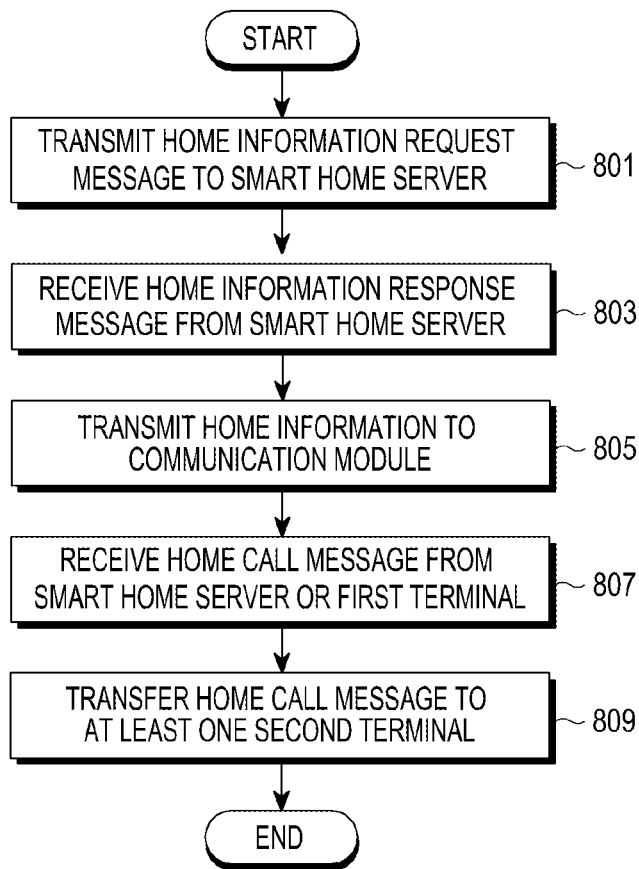 START
TRANSMIT HOME INFORMATION REQUEST
MESSAGE TO SMART HOME SERVER
801
RECEIVE HOME INFORMATION RESPONSE
MESSAGE FROM SMART HOME SERVER
803
TRANSMIT HOME INFORMATION TO
COMMUNICATION MODULE
805
RECEIVE HOME CALL MESSAGE FROM
SMART HOME SERVER OR FIRST TERMINAL
807
TRANSFER HOME CALL MESSAGE TO
AT LEAST ONE SECOND TERMINAL
809
END